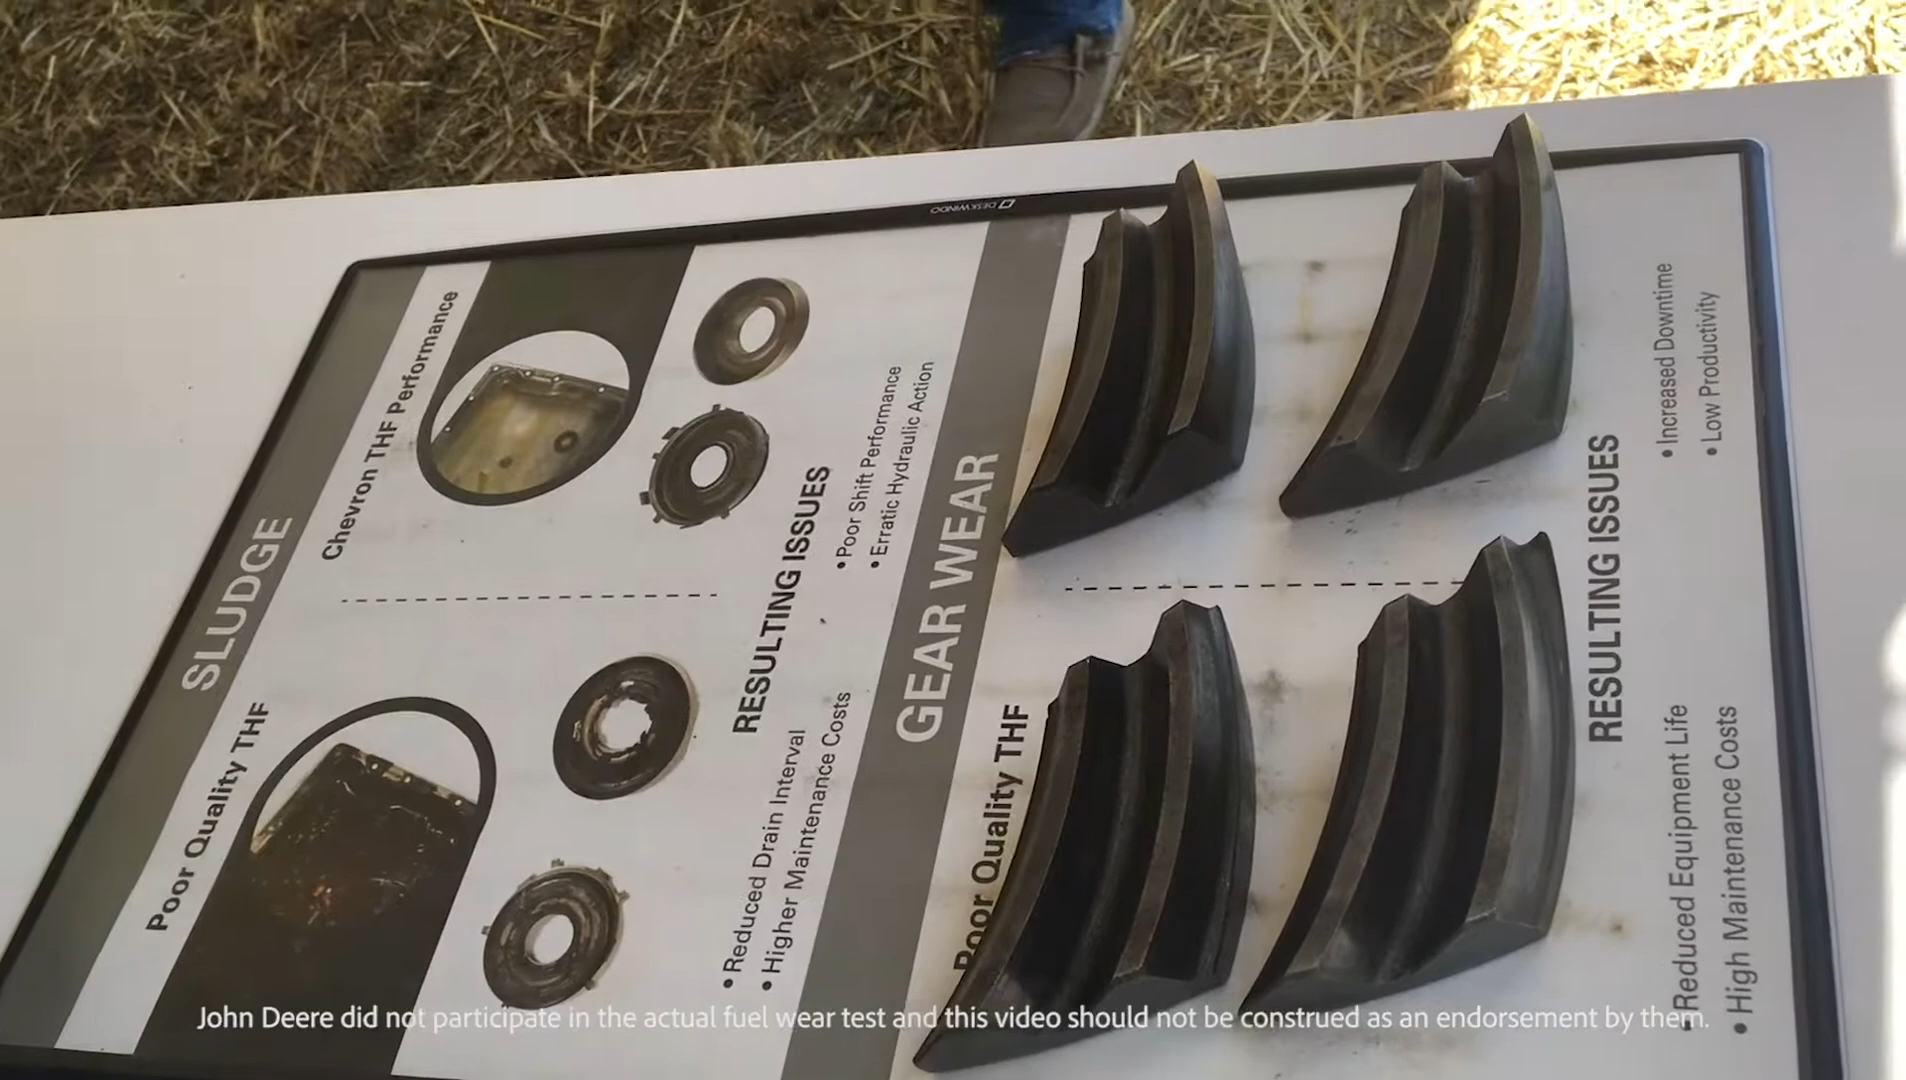 DESKWINDO
SLUDGE
Poor Quality THF
Chevron THF Performance
RESULTING ISSUES
• Reduced Drain Interval
• Higher Maintenance Costs
• Poor Shift Performance
• Erratic Hydraulic Action
GEAR WEAR
Poor Quality THF
RESULTING ISSUES
• Reduced Equipment Life
• High Maintenance Costs
• Increased Downtime
• Low Productivity
John Deere did not participate in the actual fuel wear test and this video should not be construed as an endorsement by them.